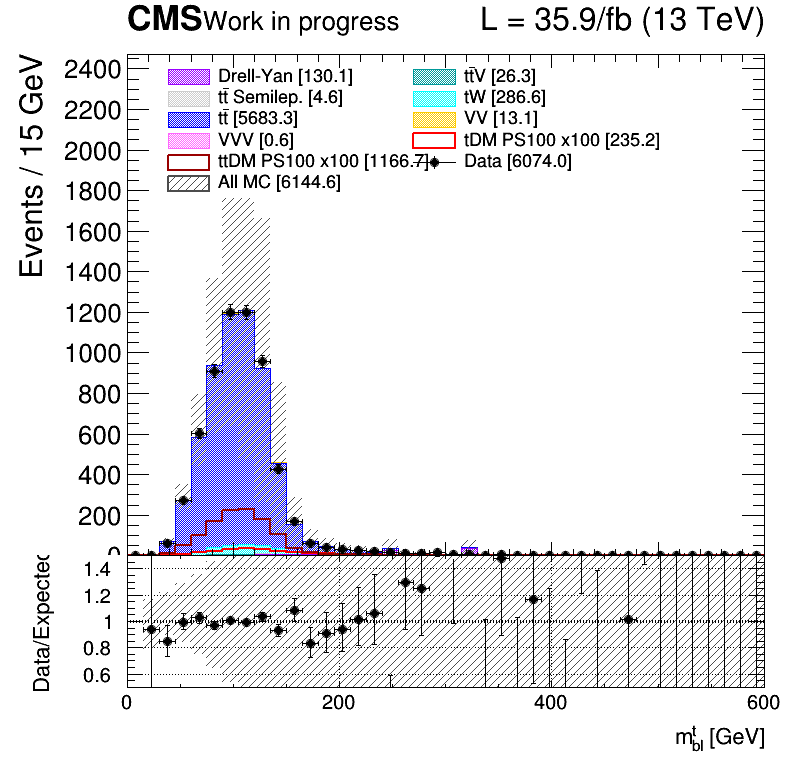 CMS Work in progress L = 35.9/fb (13 TeV)
Events / 15 GeV
2400
2200
2000
1800
1600
1400
1200
1000
800
600
400
200
0
Drell-Yan [130.1] tt̄V [26.3]
tt̄ Semilep. [4.6] tW [286.6]
tt̄ [5683.3] VV [13.1]
VVV [0.6] tDM PS100 x100 [235.2]
ttDM PS100 x100 [1166.7] Data [6074.0]
All MC [6144.6]
Data/Expected
1.4
1.2
1
0.8
0.6
0 200 400 600
m^t_bl [GeV]